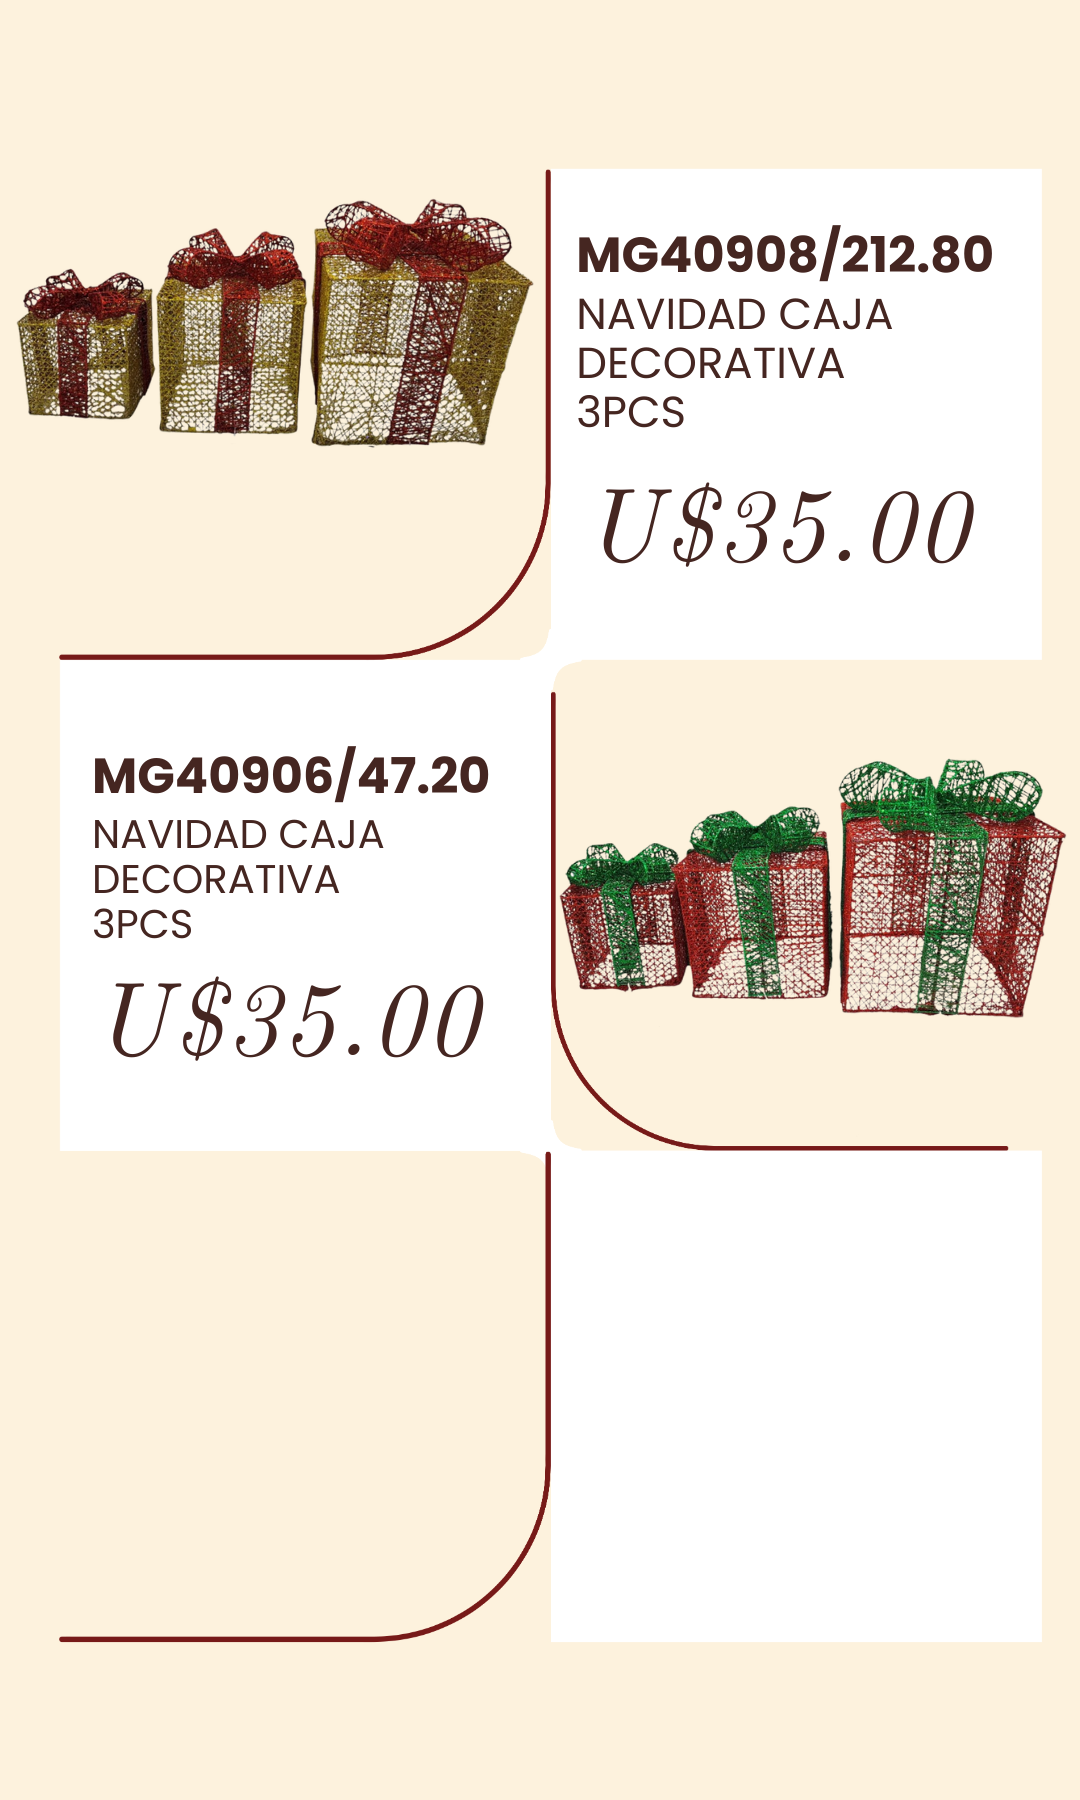 MG40908/212.80
NAVIDAD CAJA
DECORATIVA
3PCS
U$35.00
MG40906/47.20
NAVIDAD CAJA
DECORATIVA
3PCS
U$35.00